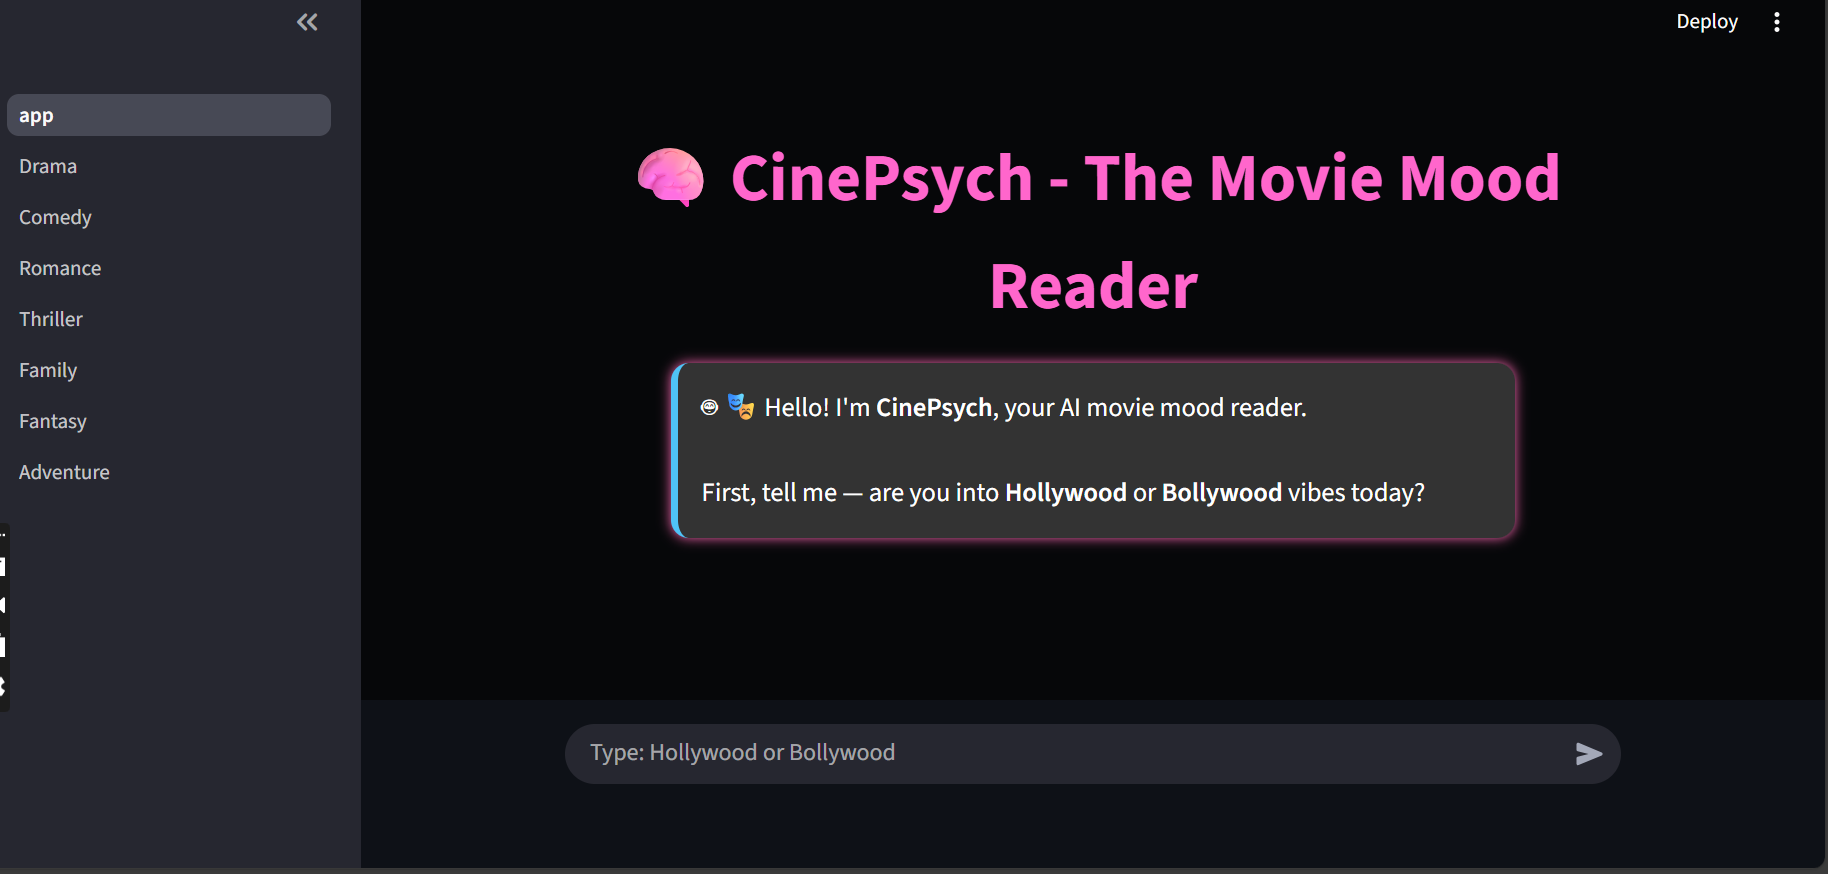 Deploy
app
Drama
Comedy
Romance
Thriller
Family
Fantasy
Adventure
🧠 CinePsych - The Movie Mood
Reader
🎭 Hello! I'm CinePsych, your AI movie mood reader.
First, tell me — are you into Hollywood or Bollywood vibes today?
Type: Hollywood or Bollywood